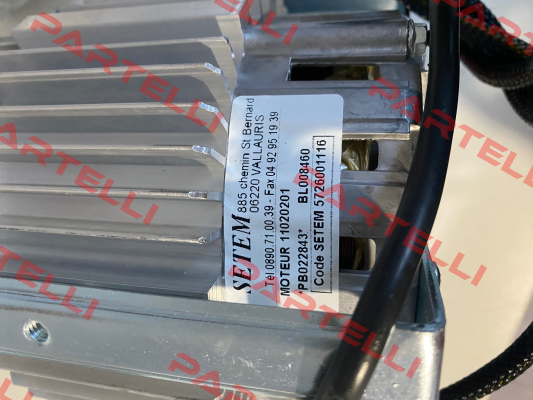 SETEM
885 chemin St Bernard
06220 VALLAURIS
Tél 0890.71.00.39 - Fax 04 92 95 19 39
MOTEUR 11020201 BL008460
*PB022843*
Code SETEM 5726001116
PARTELLI
PARTELLI
PARTELLI
PARTELLI
PARTELLI
PARTELLI